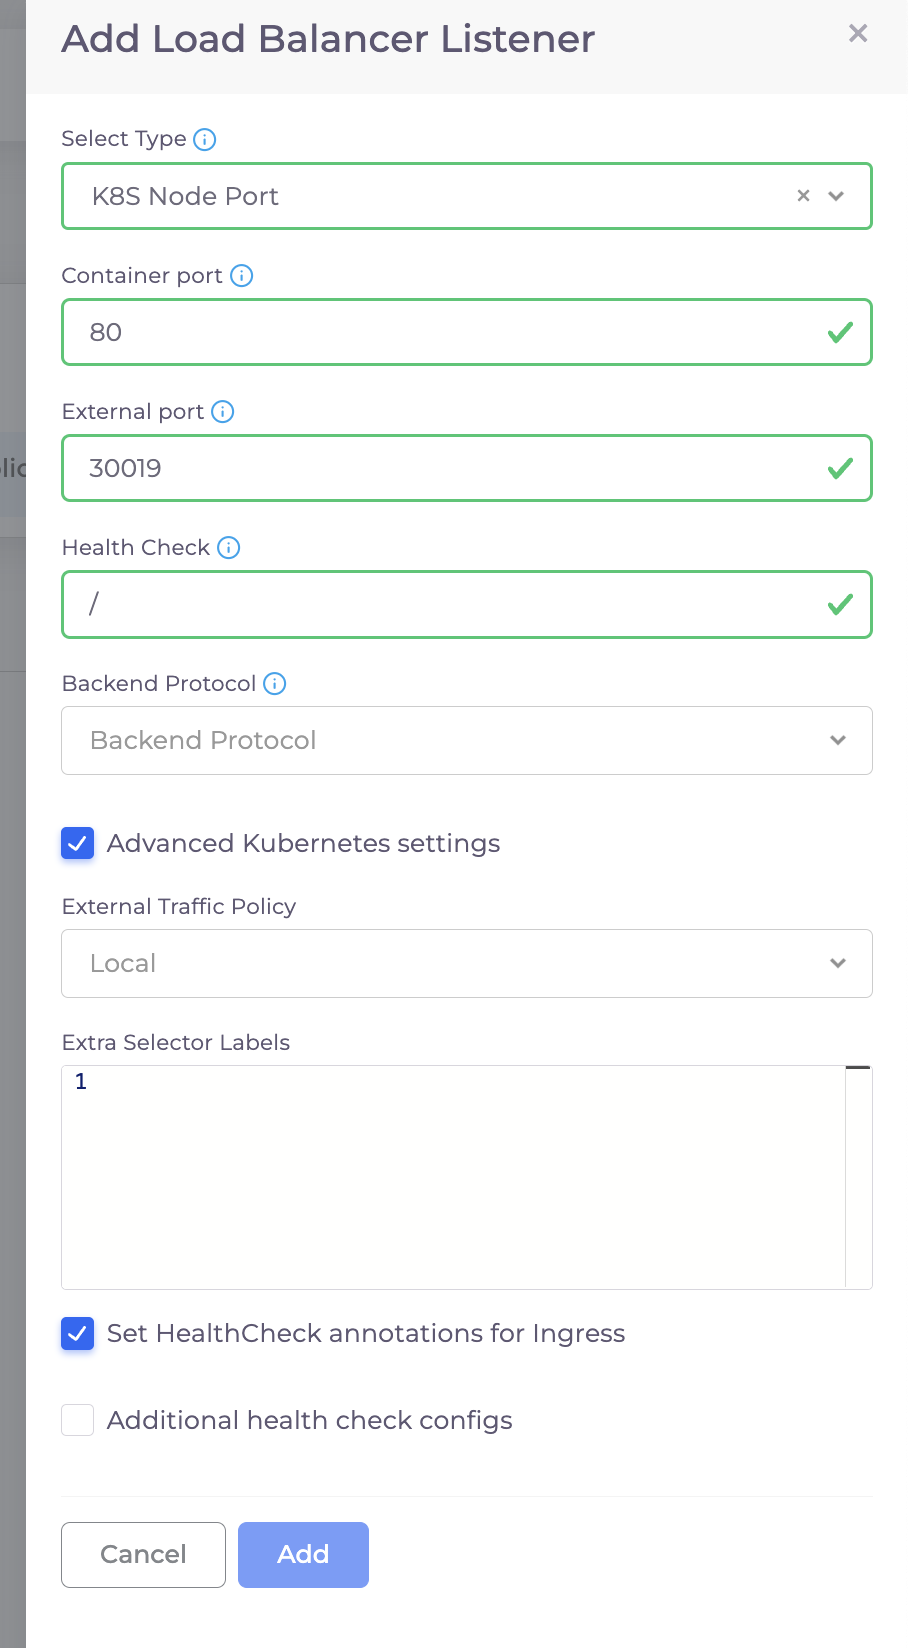 Add Load Balancer Listener
Select Type
K8S Node Port
Container port
80
External port
30019
Health Check
/
Backend Protocol
Backend Protocol
Advanced Kubernetes settings
External Traffic Policy
Local
Extra Selector Labels
1
Set HealthCheck annotations for Ingress
Additional health check configs
Cancel
Add